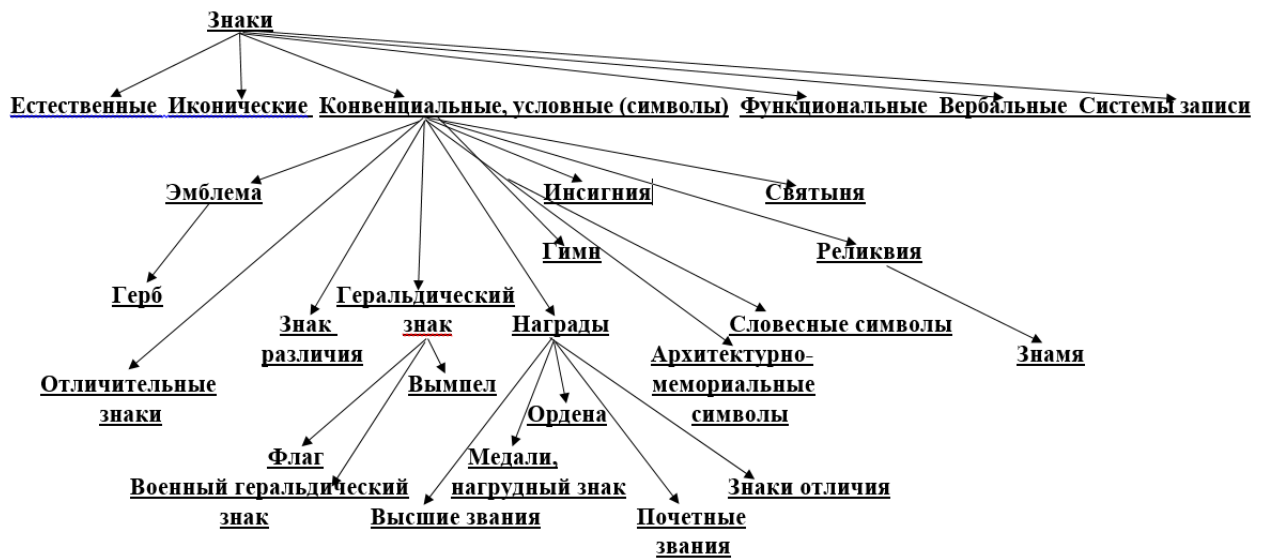 Знаки
Естественные Иконические Конвенциальные, условные (символы) Функциональные Вербальные Системы записи
Эмблема Инсигния Святыня
Гимн Реликвия
Герб Геральдический
Знак знак Награды Словесные символы
различия Архитектурно- Знамя
Отличительные Вымпел мемориальные
знаки Ордена символы
Флаг Медали,
Военный геральдический нагрудный знак Знаки отличия
знак Высшие звания Почетные
звания